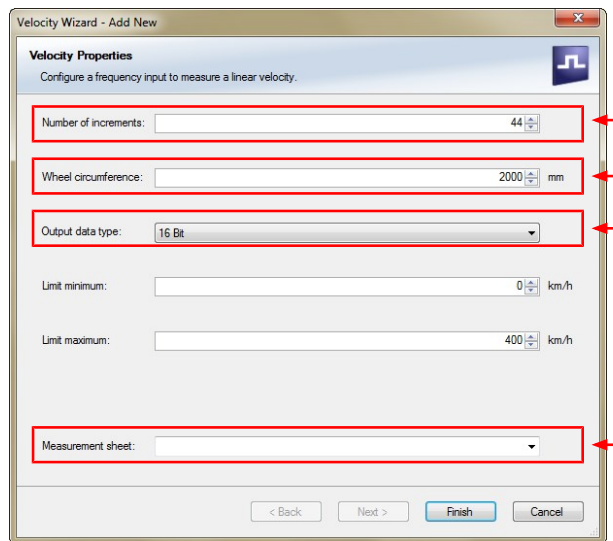 Velocity Wizard - Add New
Velocity Properties
Configure a frequency input to measure a linear velocity.
Number of increments: 44
Wheel circumference: 2000 mm
Output data type: 16 Bit
Limit minimum: 0 km/h
Limit maximum: 400 km/h
Measurement sheet:
< Back Next > Finish Cancel